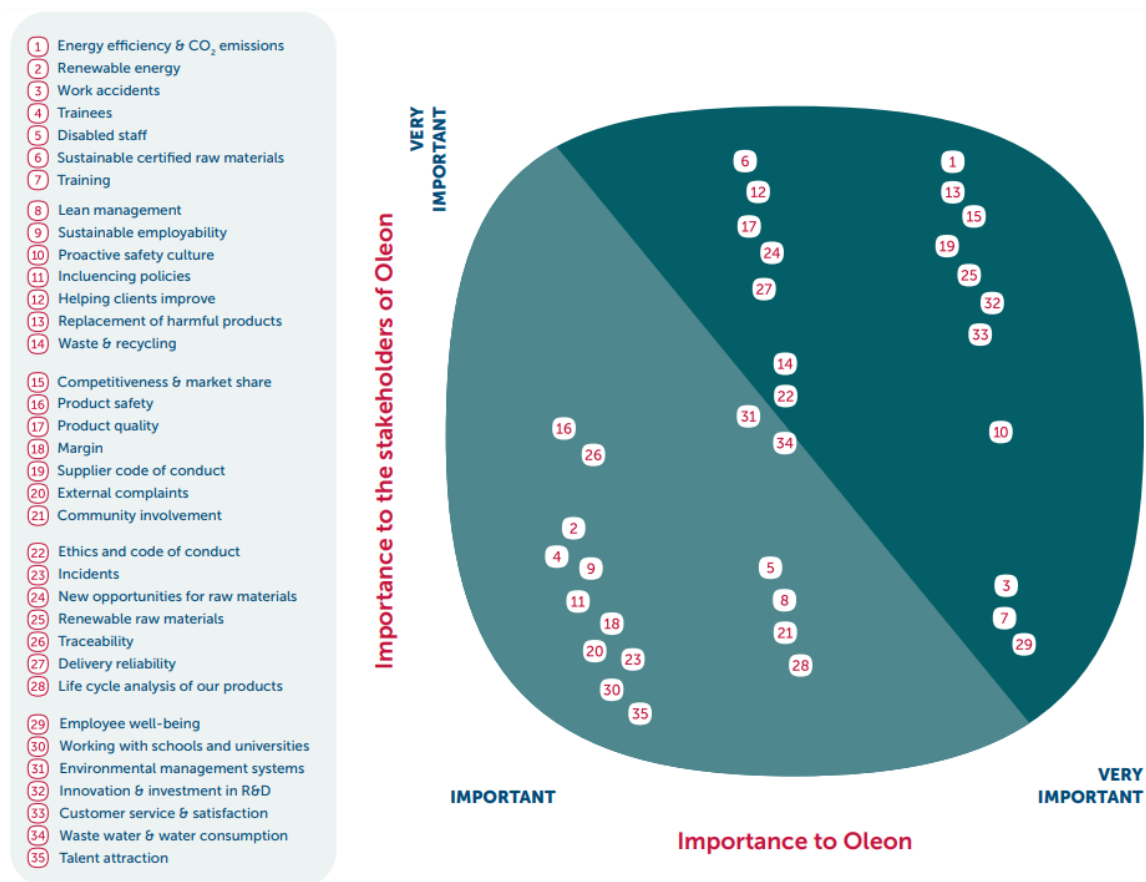 1 Energy efficiency & CO₂ emissions
2 Renewable energy
3 Work accidents
4 Trainees
5 Disabled staff
6 Sustainable certified raw materials
7 Training
8 Lean management
9 Sustainable employability
10 Proactive safety culture
11 Incluencing policies
12 Helping clients improve
13 Replacement of harmful products
14 Waste & recycling
15 Competitiveness & market share
16 Product safety
17 Product quality
18 Margin
19 Supplier code of conduct
20 External complaints
21 Community involvement
22 Ethics and code of conduct
23 Incidents
24 New opportunities for raw materials
25 Renewable raw materials
26 Traceability
27 Delivery reliability
28 Life cycle analysis of our products
29 Employee well-being
30 Working with schools and universities
31 Environmental management systems
32 Innovation & investment in R&D
33 Customer service & satisfaction
34 Waste water & water consumption
35 Talent attraction
Importance to the stakeholders of Oleon
VERY
IMPORTANT
6 1
12 13
17 15
24 19
27 25
32
33
14
22
31 10
16 34
26
2
4 9 5
11 8 3
18 21 7
20 23 28 29
30
35
IMPORTANT
VERY
IMPORTANT
Importance to Oleon